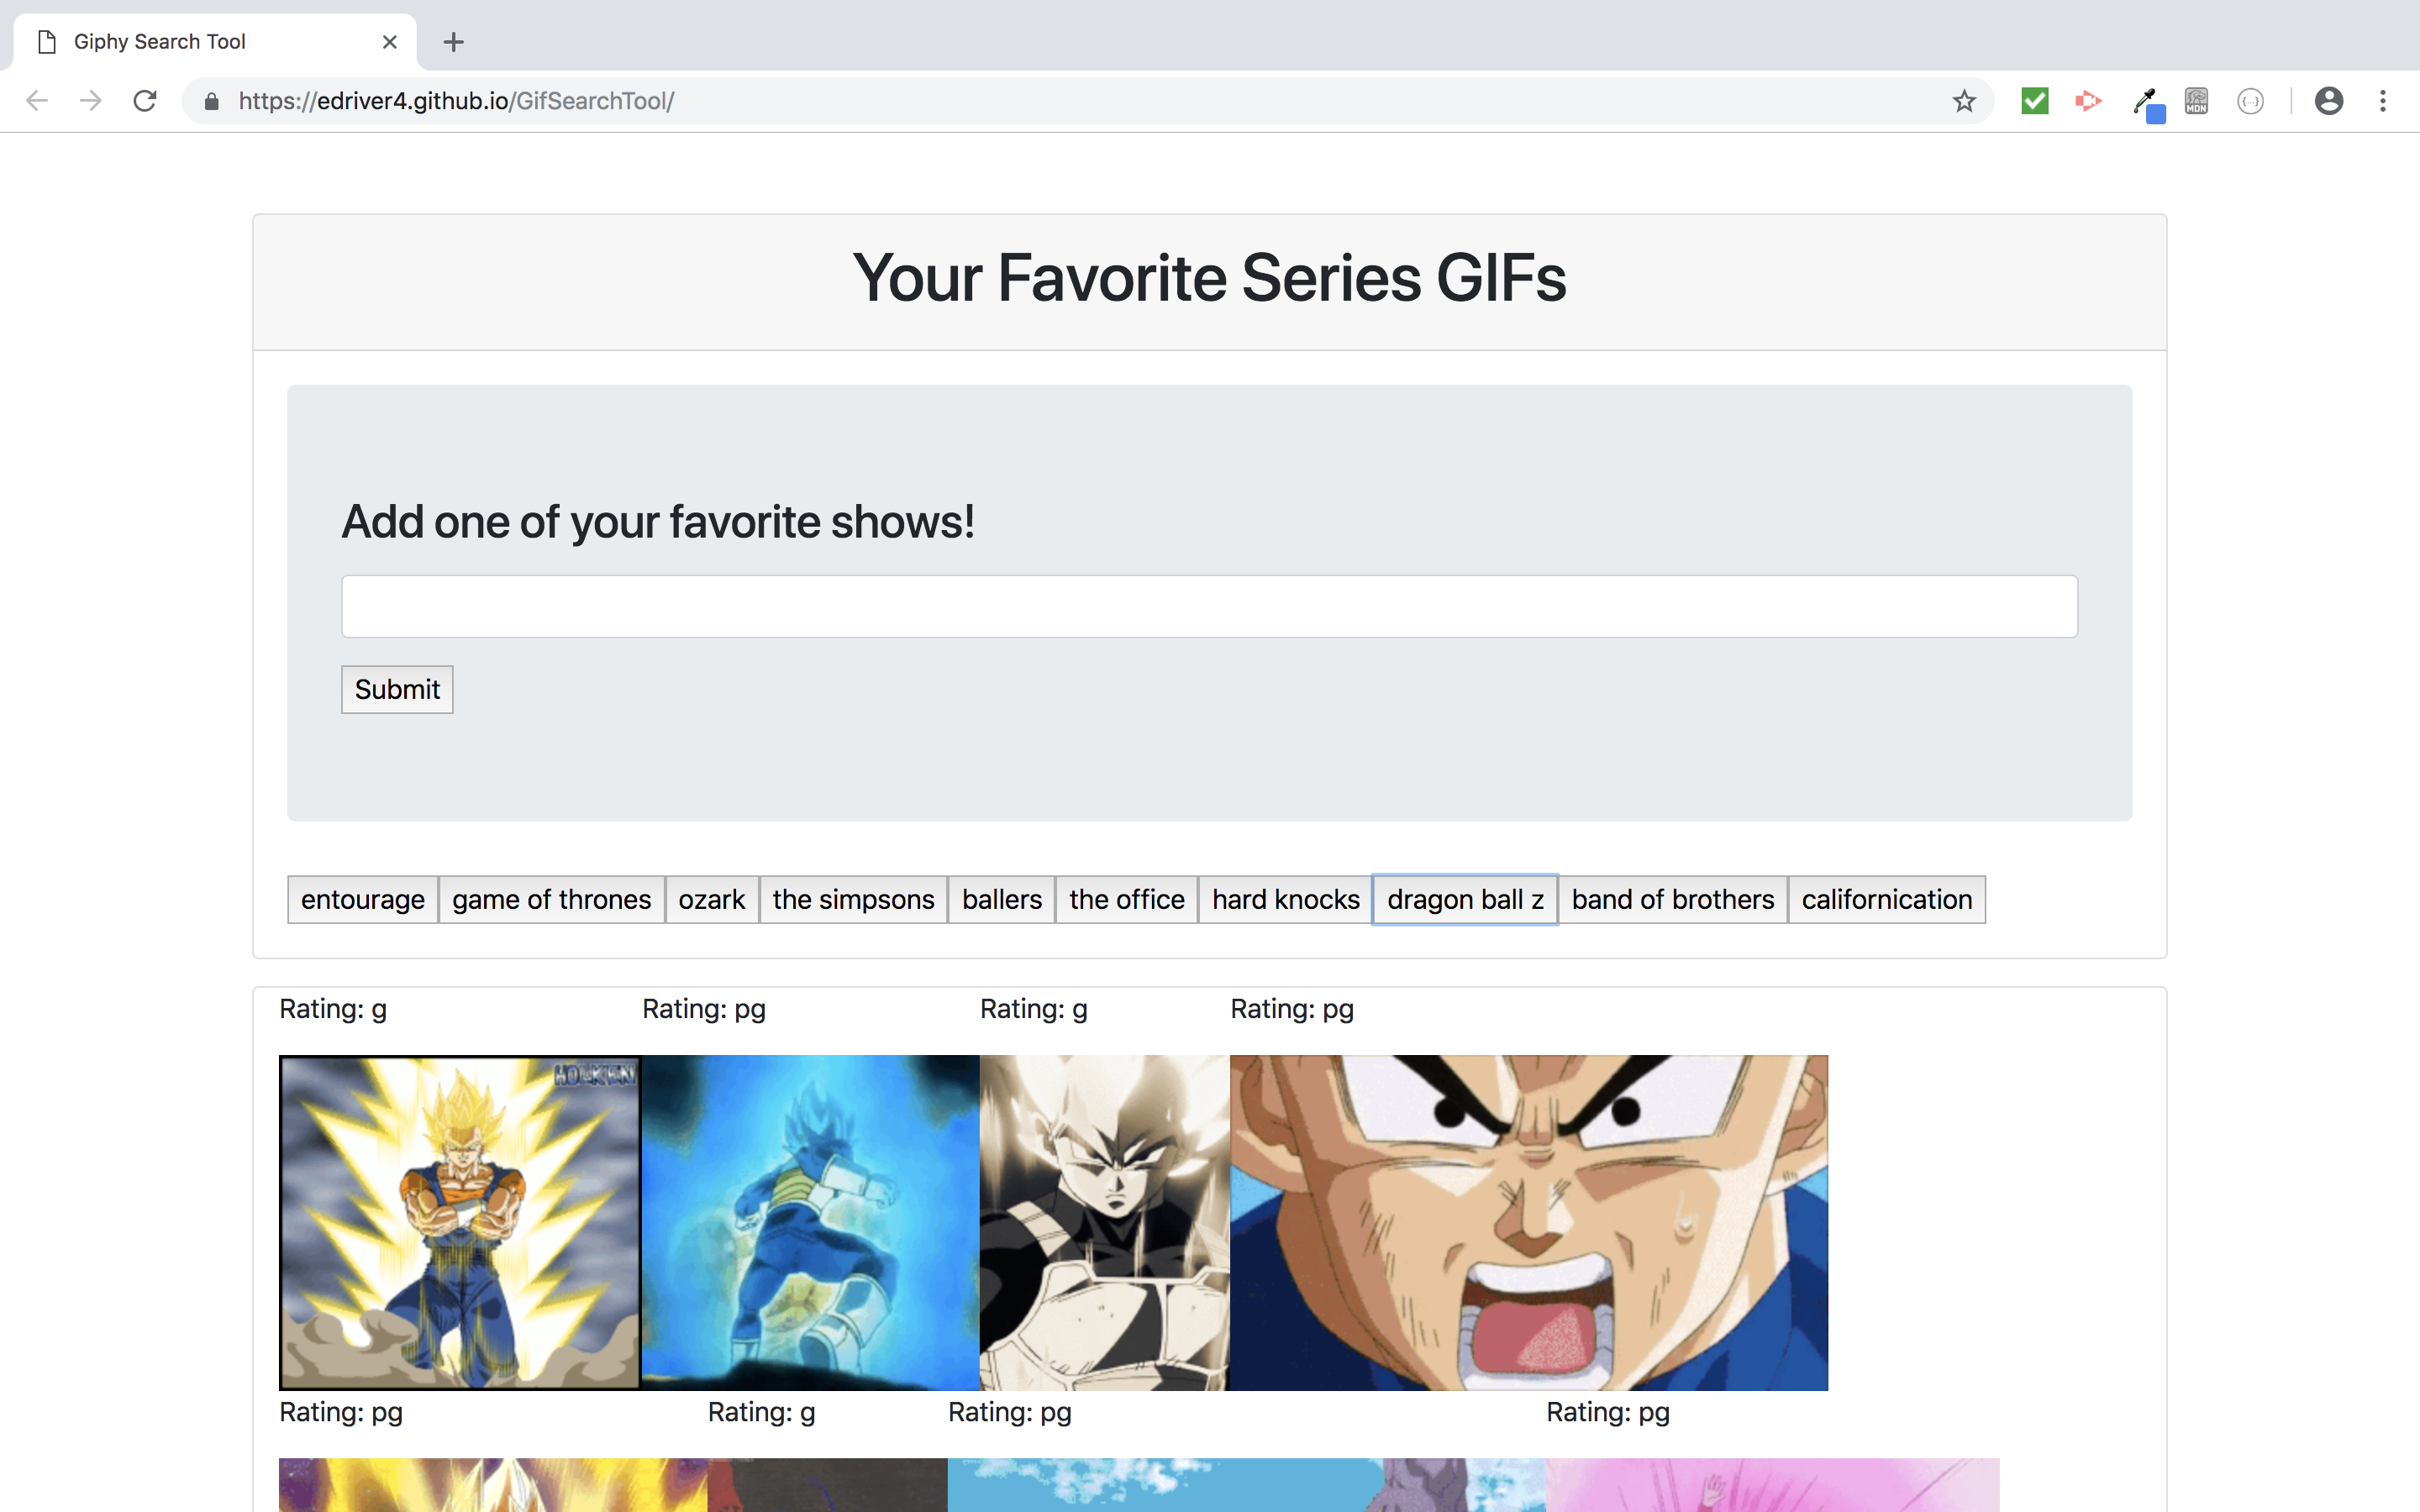 Giphy Search Tool
https://edriver4.github.io/GifSearchTool/
MDN
{...}
Your Favorite Series GIFs
Add one of your favorite shows!
Submit
entourage game of thrones ozark the simpsons ballers the office hard knocks dragon ball z band of brothers californication
Rating: g Rating: pg Rating: g Rating: pg
HOLKEN
Rating: pg Rating: g Rating: pg Rating: pg